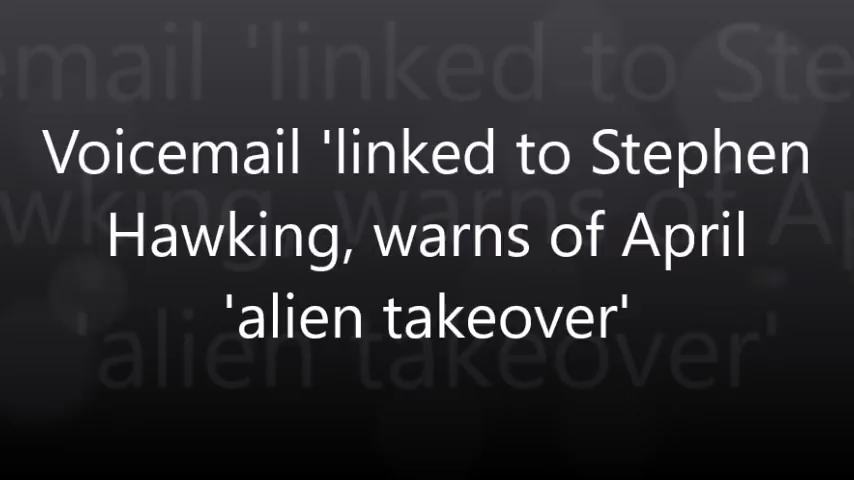 Voicemail 'linked to Stephen
Hawking, warns of April
'alien takeover'